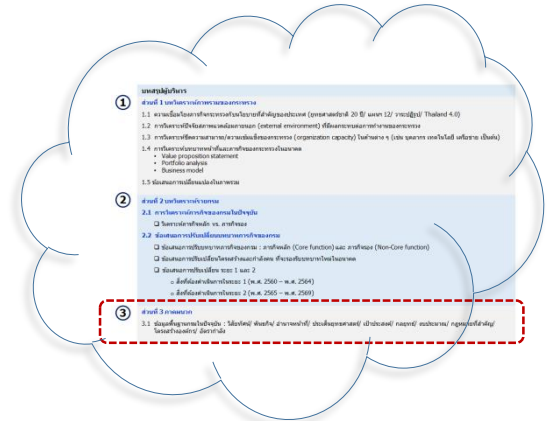 บทสรุปผู้บริหาร
1 ส่วนที่ 1 บทวิเคราะห์ภาพรวมของกระทรวง
1.1 ความเชื่อมโยงภารกิจกระทรวงกับนโยบายที่สำคัญของประเทศ (ยุทธศาสตร์ชาติ 20 ปี/ แผนฯ 12/ วาระปฏิรูป/ Thailand 4.0)
1.2 การวิเคราะห์ปัจจัยสภาพแวดล้อมภายนอก (external environment) ที่มีผลกระทบต่อการทำงานของกระทรวง
1.3 การวิเคราะห์ขีดความสามารถ/ความเข้มแข็งของกระทรวง (organization capacity) ในด้านต่าง ๆ (เช่น บุคลากร เทคโนโลยี เครือข่าย เป็นต้น)
1.4 การวิเคราะห์บทบาทหน้าที่และภารกิจของกระทรวงในอนาคต
• Value proposition statement
• Portfolio analysis
• Business model
1.5 ข้อเสนอการเปลี่ยนแปลงในภาพรวม
2 ส่วนที่ 2 บทวิเคราะห์รายกรม
2.1 การวิเคราะห์ภารกิจของกรมในปัจจุบัน
❑ วิเคราะห์ภารกิจหลัก vs. ภารกิจรอง
2.2 ข้อเสนอการปรับเปลี่ยนบทบาทภารกิจของกรม
❑ ข้อเสนอการปรับบทบาทภารกิจของกรม : ภารกิจหลัก (Core function) และ ภารกิจรอง (Non-Core function)
❑ ข้อเสนอการปรับเปลี่ยนโครงสร้างและกำลังคน ที่จะรองรับบทบาทใหม่ในอนาคต
❑ ข้อเสนอการปรับเปลี่ยน ระยะ 1 และ 2
o สิ่งที่ต้องดำเนินการในระยะ 1 (พ.ศ. 2560 – พ.ศ. 2564)
o สิ่งที่ต้องดำเนินการในระยะ 2 (พ.ศ. 2565 – พ.ศ. 2569)
3 ส่วนที่ 3 ภาคผนวก
3.1 ข้อมูลพื้นฐานกรมในปัจจุบัน : วิสัยทัศน์/ พันธกิจ/ อำนาจหน้าที่/ ประเด็นยุทธศาสตร์/ เป้าประสงค์/ กลยุทธ์/ งบประมาณ/ กฎหมายที่สำคัญ/
โครงสร้างองค์กร/ อัตรากำลัง